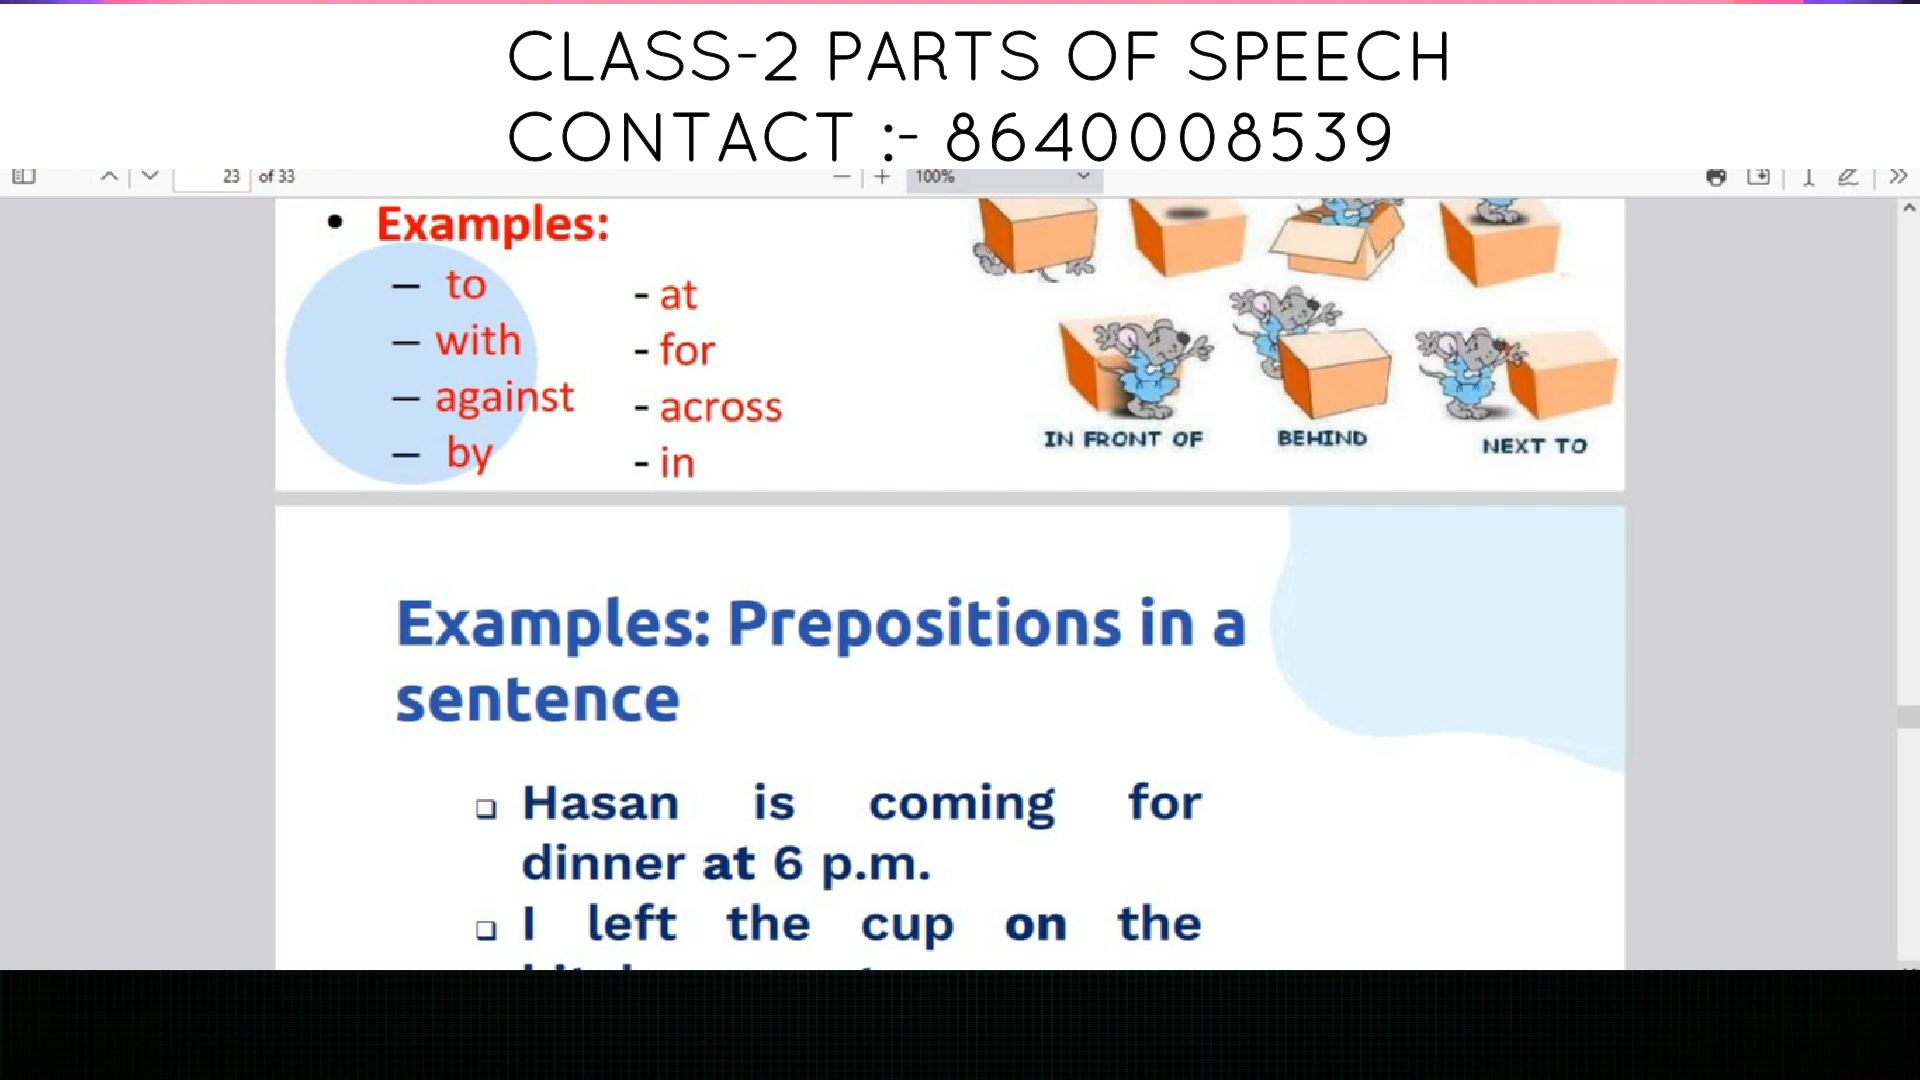 CLASS-2 PARTS OF SPEECH
CONTACT :- 8640008539
23 of 33
100%
• Examples:
– to
– with
– against
– by
- at
- for
- across
- in
IN FRONT OF
BEHIND
NEXT TO
Examples: Prepositions in a
sentence
❑ Hasan is coming for
dinner at 6 p.m.
❑ I left the cup on the